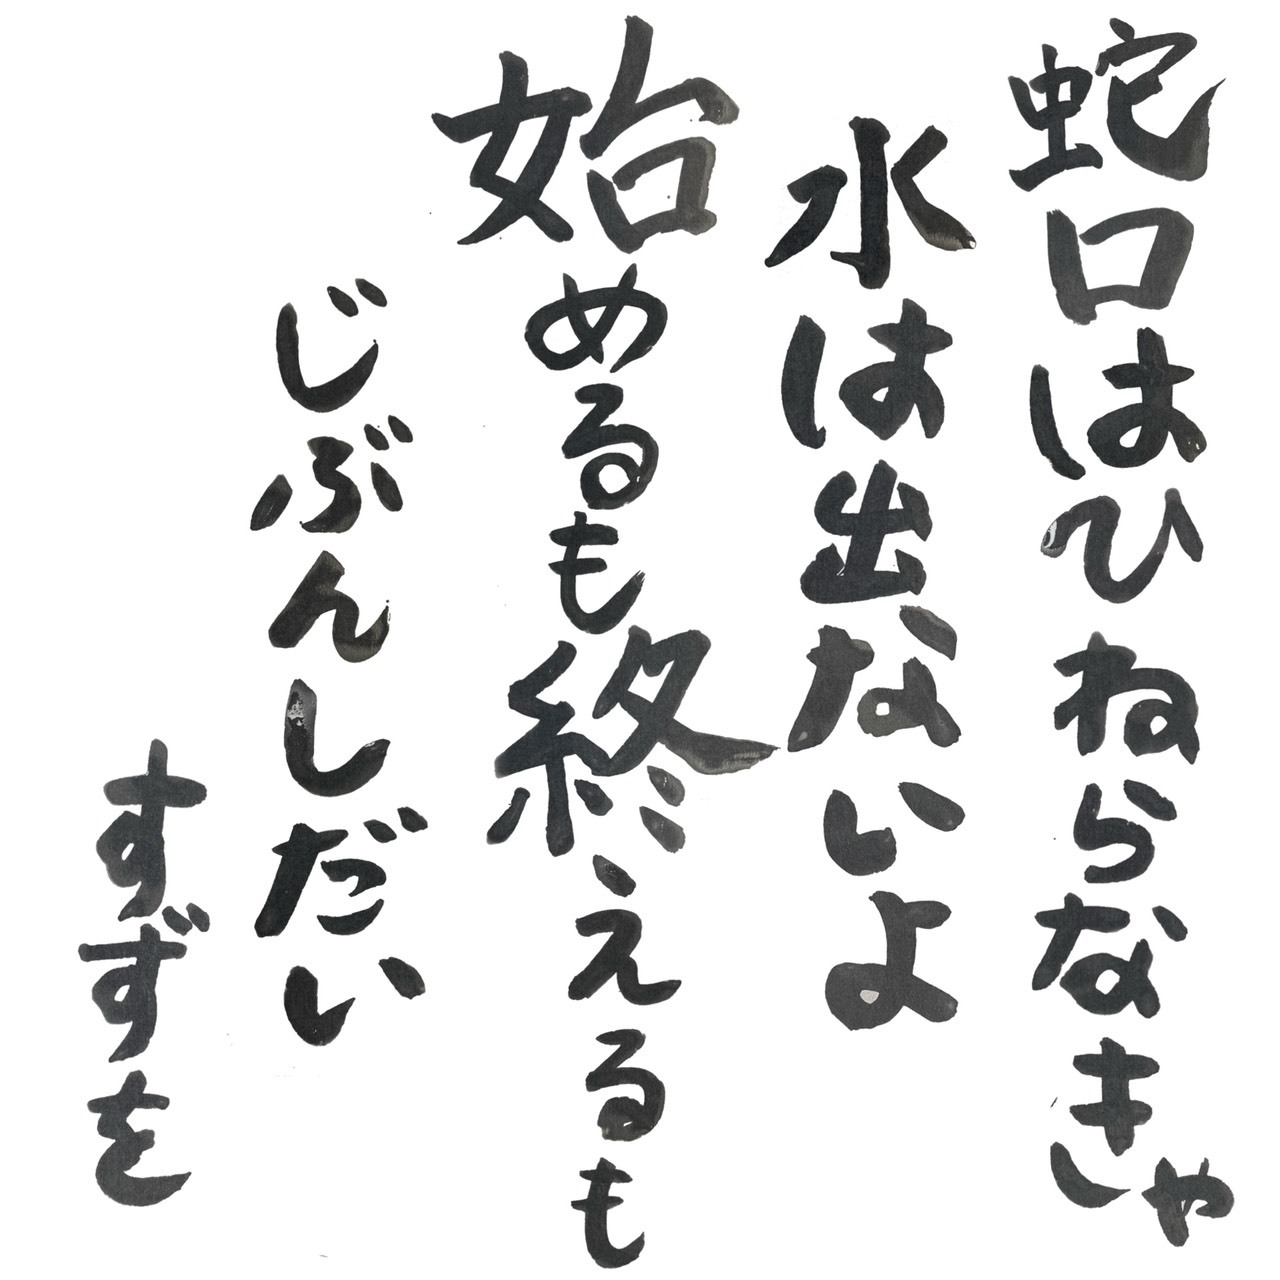 蛇口はひねらなきゃ
水は出ないよ
始めるも終えるも
じぶんしだい
すずを